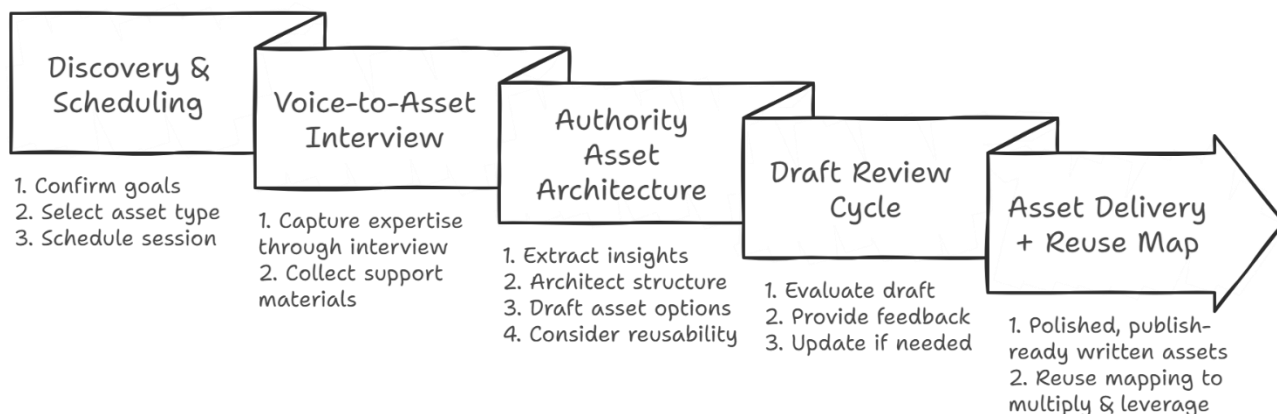 Discovery &
Scheduling
1. Confirm goals
2. Select asset type
3. Schedule session
Voice-to-Asset
Interview
1. Capture expertise
through interview
2. Collect support
materials
Authority
Asset
Architecture
1. Extract insights
2. Architect structure
3. Draft asset options
4. Consider reusability
Draft Review
Cycle
1. Evaluate draft
2. Provide feedback
3. Update if needed
Asset Delivery
+ Reuse Map
1. Polished, publish-
ready written assets
2. Reuse mapping to
multiply & leverage